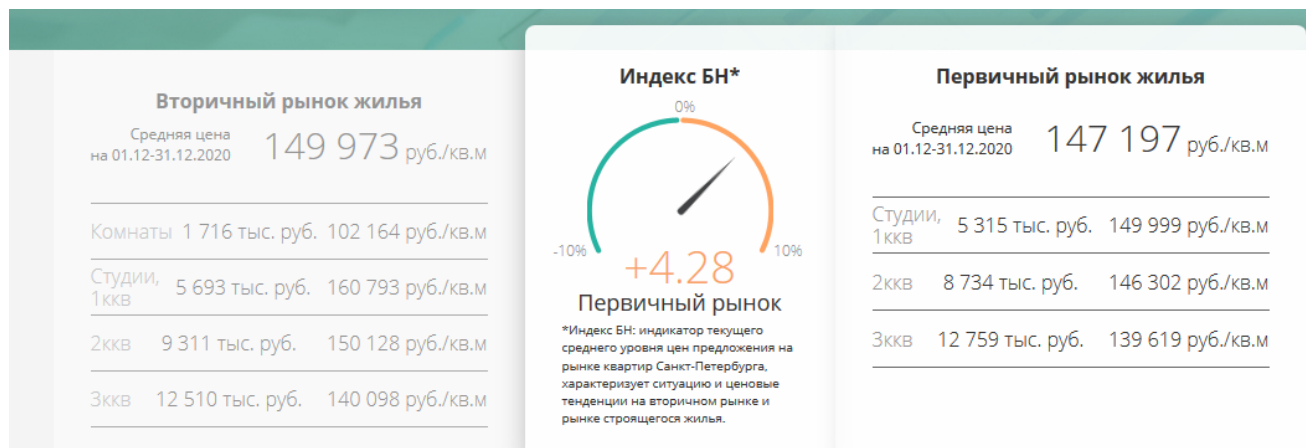 Вторичный рынок жилья
Средняя цена
на 01.12-31.12.2020
149 973 руб./кв.м
Комнаты 1 716 тыс. руб. 102 164 руб./кв.м
Студии,
1ккв
5 693 тыс. руб. 160 793 руб./кв.м
2ккв 9 311 тыс. руб. 150 128 руб./кв.м
3ккв 12 510 тыс. руб. 140 098 руб./кв.м
Индекс БН*
0%
-10%
10%
+4.28
Первичный рынок
*Индекс БН: индикатор текущего
среднего уровня цен предложения на
рынке квартир Санкт-Петербурга,
характеризует ситуацию и ценовые
тенденции на вторичном рынке и
рынке строящегося жилья.
Первичный рынок жилья
Средняя цена
на 01.12-31.12.2020
147 197 руб./кв.м
Студии,
1ккв
5 315 тыс. руб. 149 999 руб./кв.м
2ккв 8 734 тыс. руб. 146 302 руб./кв.м
3ккв 12 759 тыс. руб. 139 619 руб./кв.м